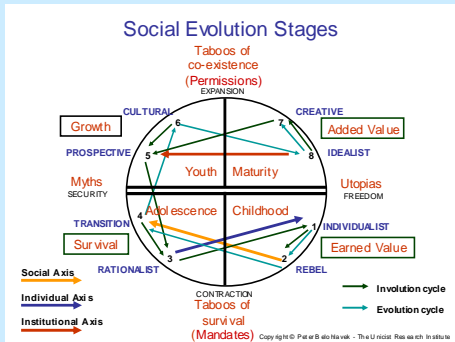 Social Evolution Stages
Taboos of
co-existence
(Permissions)
EXPANSION
CULTURAL
CREATIVE
Growth
6
7
Added Value
PROSPECTIVE
5
8
IDEALIST
Youth
Maturity
Myths
SECURITY
Utopias
FREEDOM
Adolescence
Childhood
TRANSITION
4
1
INDIVIDUALIST
Survival
Earned Value
3
2
RATIONALIST
REBEL
Social Axis
Individual Axis
Institutional Axis
Involution cycle
Evolution cycle
CONTRACTION
Taboos of
survival
(Mandates)
Copyright © Peter Belohlavek - The Unicist Research Institute